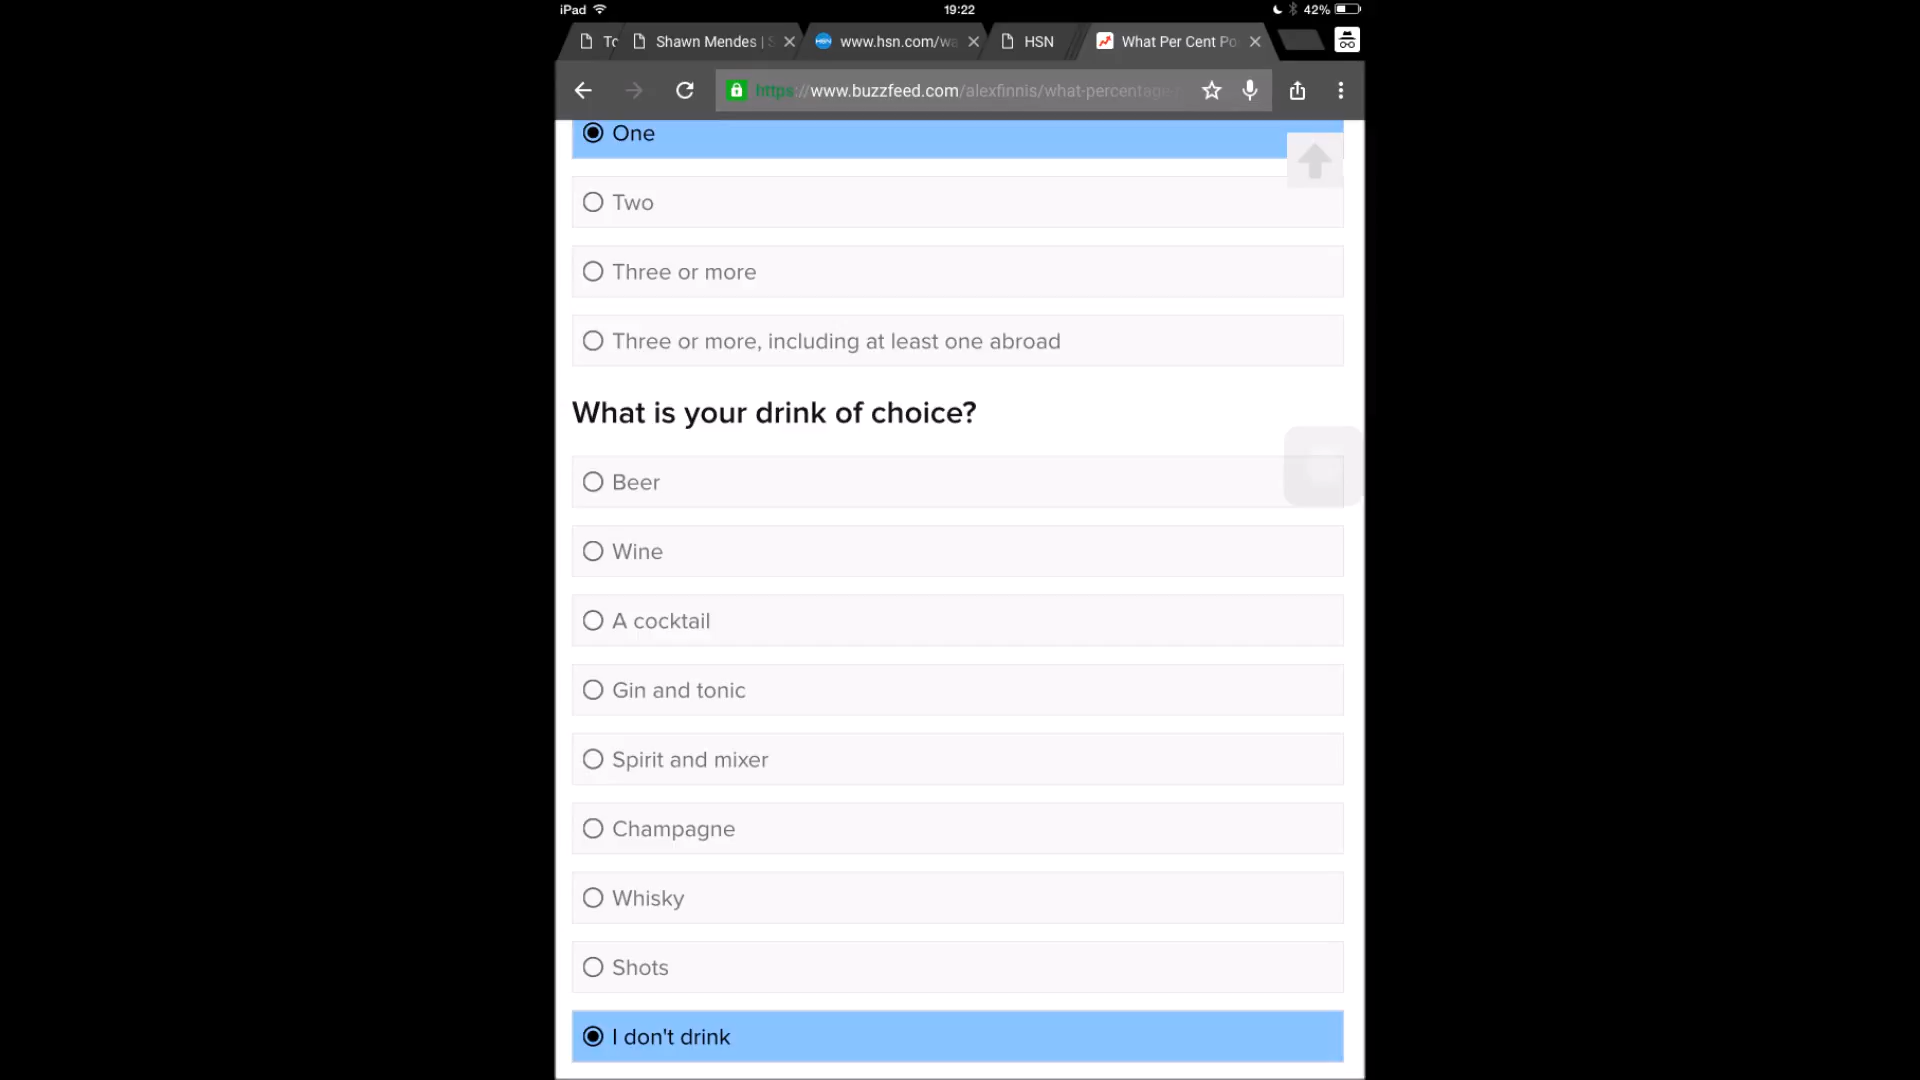 iPad 19:22 42%
To Shawn Mendes | S www.hsn.com/wa HSN What Per Cent Po
https://www.buzzfeed.com/alexfinnis/what-percentage-
One
Two
Three or more
Three or more, including at least one abroad
What is your drink of choice?
Beer
Wine
A cocktail
Gin and tonic
Spirit and mixer
Champagne
Whisky
Shots
I don't drink